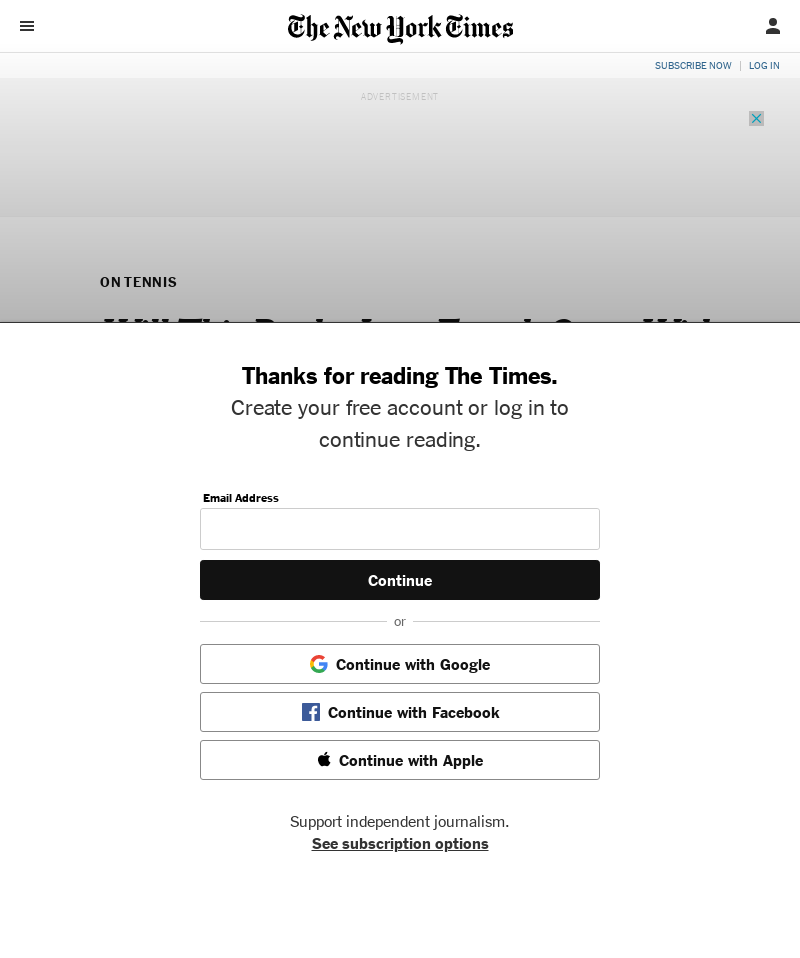 The New York Times
SUBSCRIBE NOW
LOG IN
ADVERTISEMENT
ON TENNIS
Thanks for reading The Times.
Create your free account or log in to
continue reading.
Email Address
Continue
or
Continue with Google
Continue with Facebook
Continue with Apple
Support independent journalism.
See subscription options